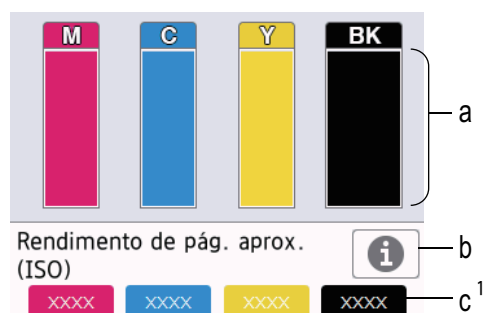 M C Y BK
a
Rendimento de pág. aprox.
(ISO)
b
XXXX XXXX XXXX XXXX
c 1